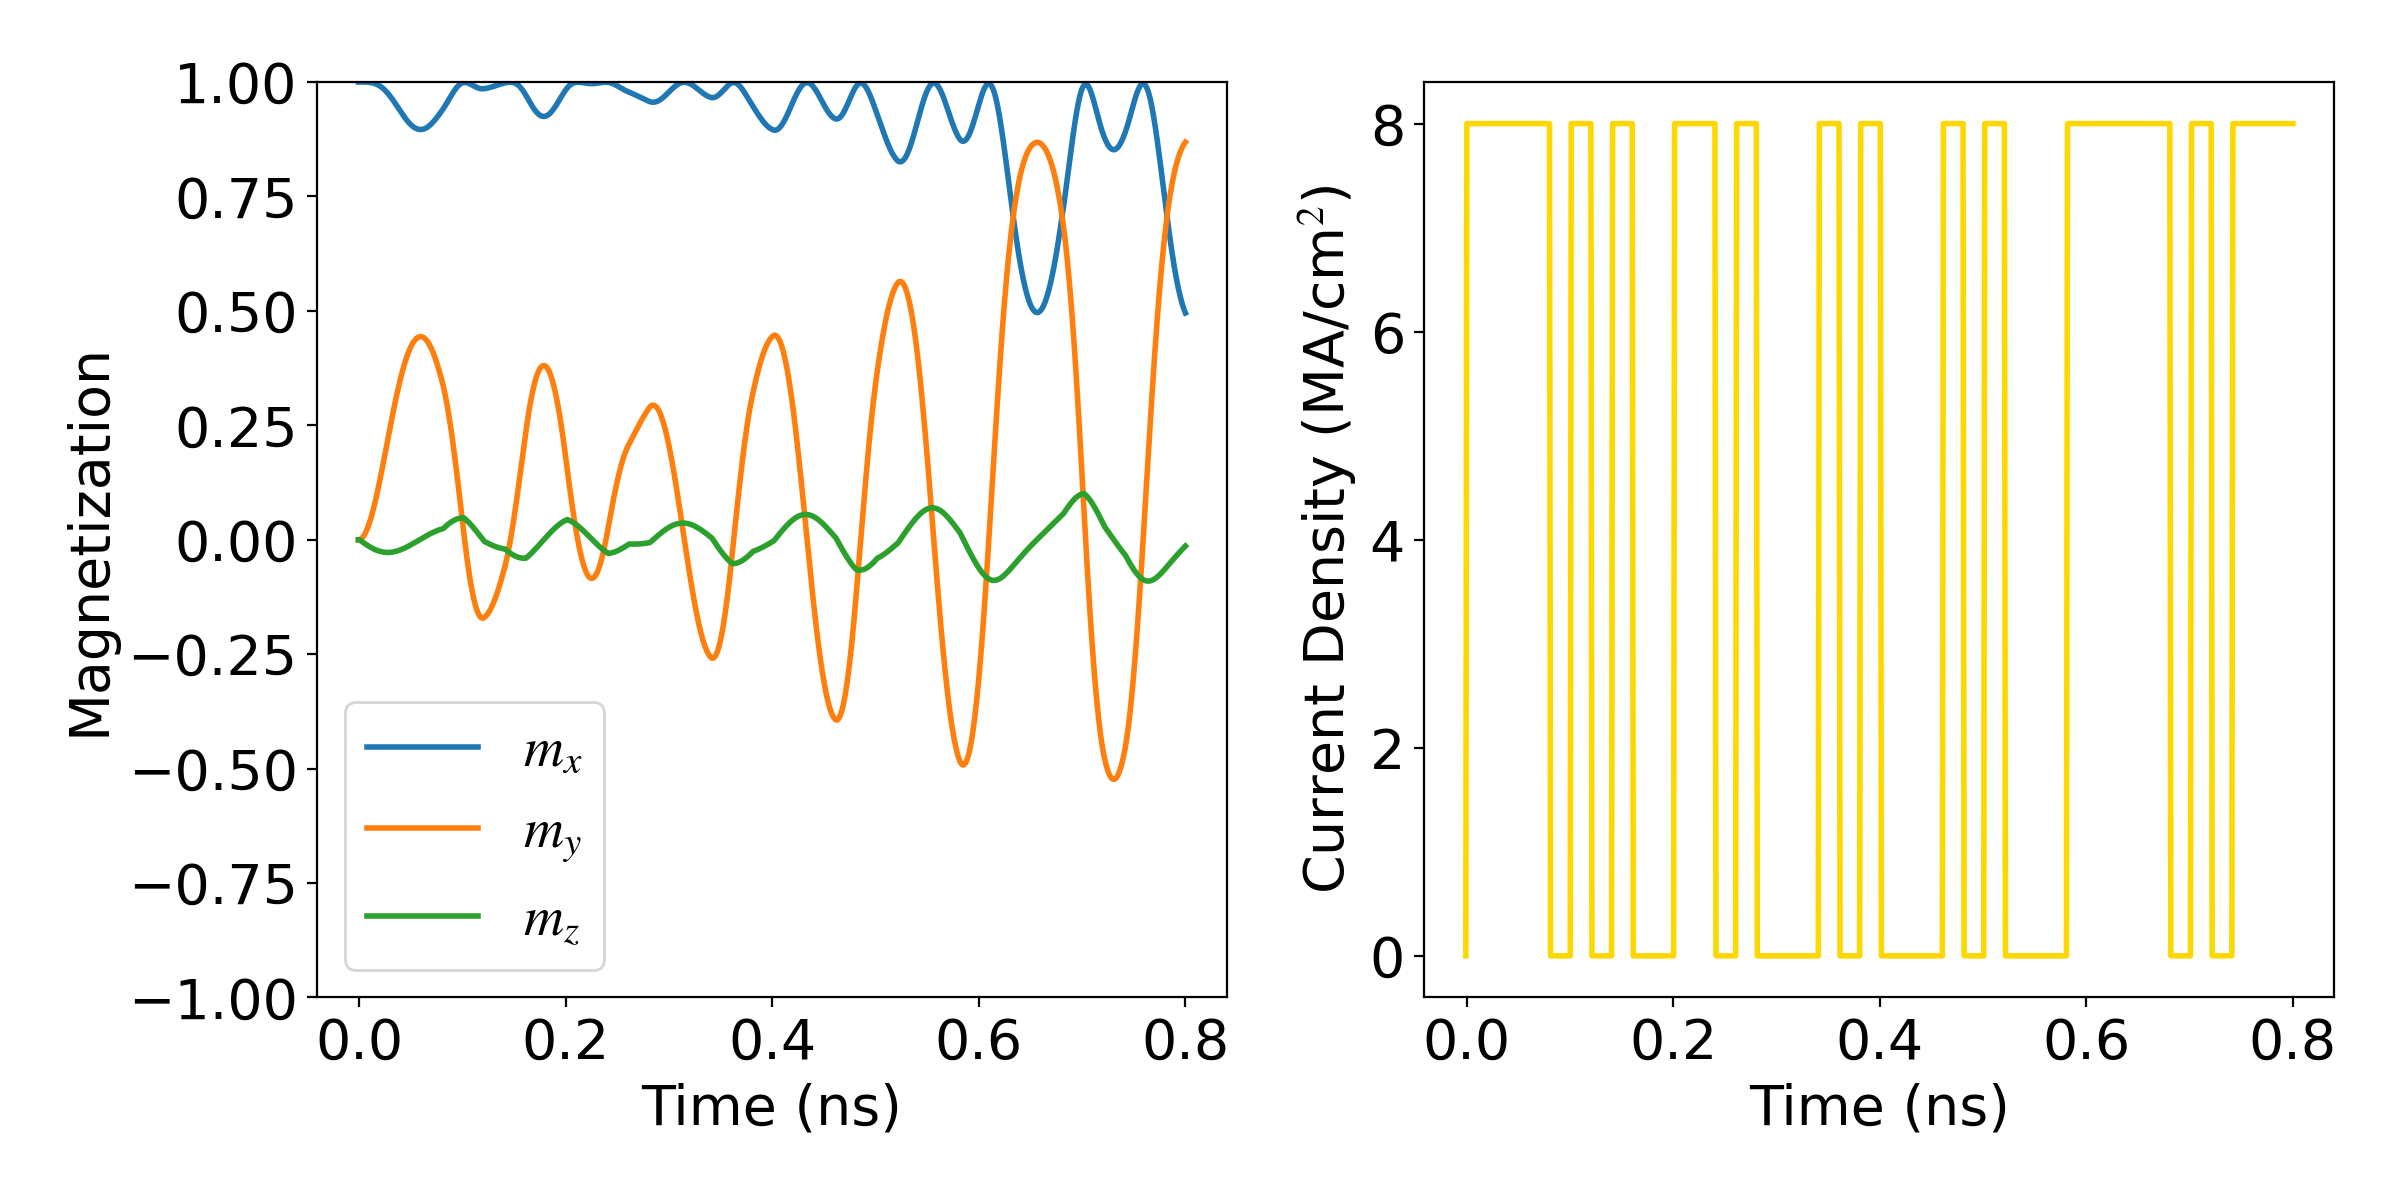 1.00
0.75
0.50
0.25
0.00
−0.25
−0.50
−0.75
−1.00
Magnetization
m_x
m_y
m_z
0.0 0.2 0.4 0.6 0.8
Time (ns)
8
6
4
2
0
Current Density (MA/cm²)
0.0 0.2 0.4 0.6 0.8
Time (ns)